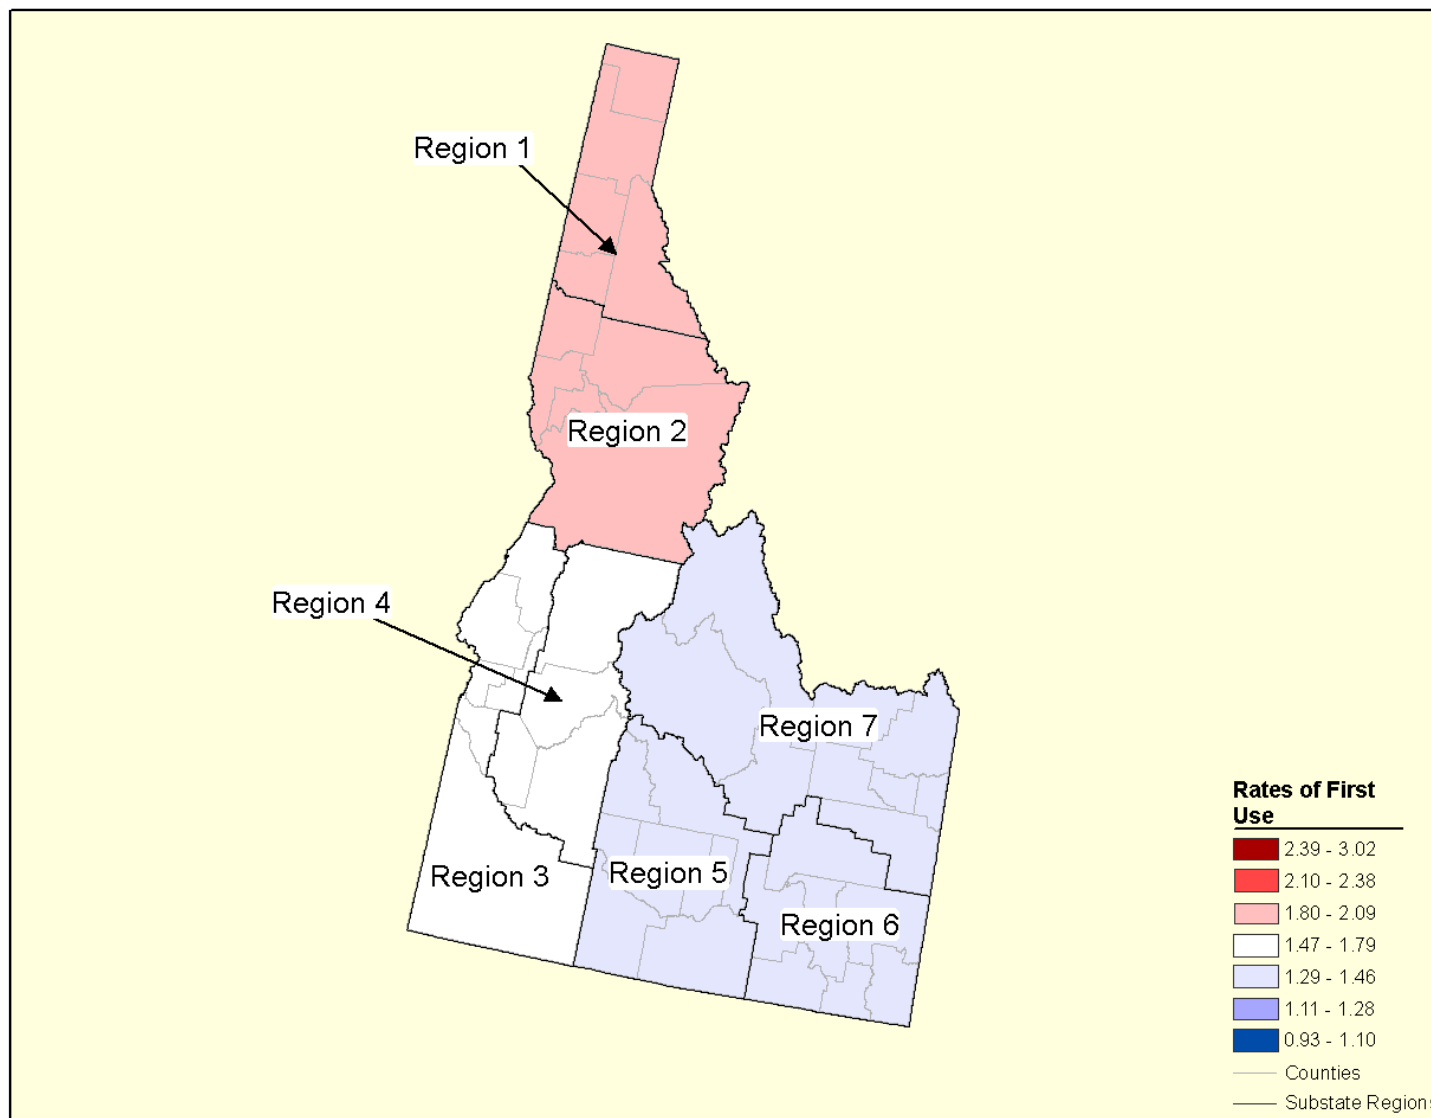 Region 1
Region 2
Region 4
Region 7
Region 3
Region 5
Region 6
Rates of First
Use
2.39 - 3.02
2.10 - 2.38
1.80 - 2.09
1.47 - 1.79
1.29 - 1.46
1.11 - 1.28
0.93 - 1.10
Counties
Substate Regions